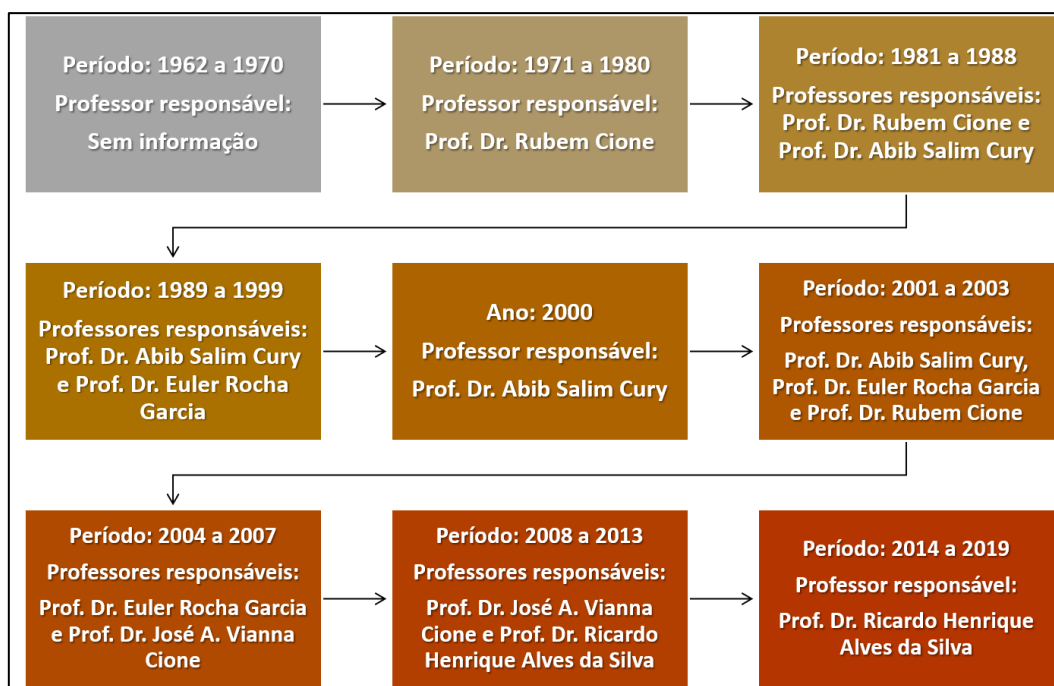 Período: 1962 a 1970
Professor responsável:
Sem informação
Período: 1971 a 1980
Professor responsável:
Prof. Dr. Rubem Cione
Período: 1981 a 1988
Professores responsáveis:
Prof. Dr. Rubem Cione e
Prof. Dr. Abib Salim Cury
Período: 1989 a 1999
Professores responsáveis:
Prof. Dr. Abib Salim Cury
e Prof. Dr. Euler Rocha
Garcia
Ano: 2000
Professor responsável:
Prof. Dr. Abib Salim Cury
Período: 2001 a 2003
Professores responsáveis:
Prof. Dr. Abib Salim Cury,
Prof. Dr. Euler Rocha Garcia
e Prof. Dr. Rubem Cione
Período: 2004 a 2007
Professores responsáveis:
Prof. Dr. Euler Rocha Garcia
e Prof. Dr. José A. Vianna
Cione
Período: 2008 a 2013
Professores responsáveis:
Prof. Dr. José A. Vianna
Cione e Prof. Dr. Ricardo
Henrique Alves da Silva
Período: 2014 a 2019
Professor responsável:
Prof. Dr. Ricardo Henrique
Alves da Silva